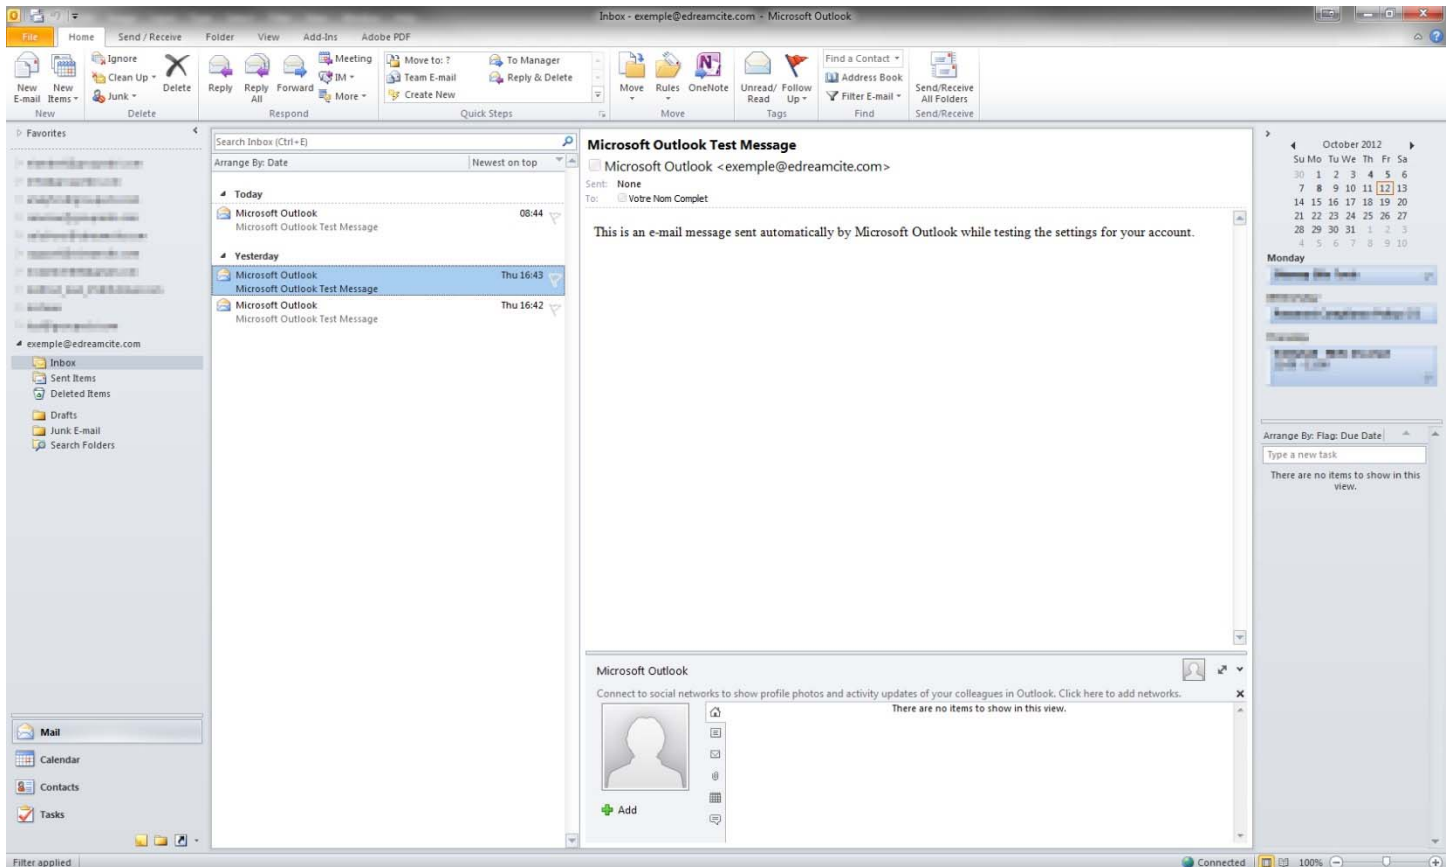 Inbox - exemple@edreamcite.com - Microsoft Outlook
File Home Send / Receive Folder View Add-Ins Adobe PDF
New E-mail
New Items
New
Ignore
Clean Up
Junk
Delete
Delete
Reply
Reply All
Forward
Meeting
IM
More
Respond
Move to: ?
Team E-mail
Create New
To Manager
Reply & Delete
Quick Steps
Move
Rules
OneNote
Move
Unread/ Read
Follow Up
Tags
Find a Contact
Address Book
Filter E-mail
Find
Send/Receive All Folders
Send/Receive
Favorites
exemple@edreamcite.com
Inbox
Sent Items
Deleted Items
Drafts
Junk E-mail
Search Folders
Mail
Calendar
Contacts
Tasks
Search Inbox (Ctrl+E)
Arrange By: Date Newest on top
Today
Microsoft Outlook 08:44
Microsoft Outlook Test Message
Yesterday
Microsoft Outlook Thu 16:43
Microsoft Outlook Test Message
Microsoft Outlook Thu 16:42
Microsoft Outlook Test Message
Microsoft Outlook Test Message
Microsoft Outlook <exemple@edreamcite.com>
Sent: None
To: Votre Nom Complet
This is an e-mail message sent automatically by Microsoft Outlook while testing the settings for your account.
Microsoft Outlook
Connect to social networks to show profile photos and activity updates of your colleagues in Outlook. Click here to add networks.
There are no items to show in this view.
Add
October 2012
Su Mo Tu We Th Fr Sa
30 1 2 3 4 5 6
7 8 9 10 11 12 13
14 15 16 17 18 19 20
21 22 23 24 25 26 27
28 29 30 31 1 2 3
4 5 6 7 8 9 10
Monday
Arrange By: Flag: Due Date
Type a new task
There are no items to show in this
view.
Filter applied
Connected 100%